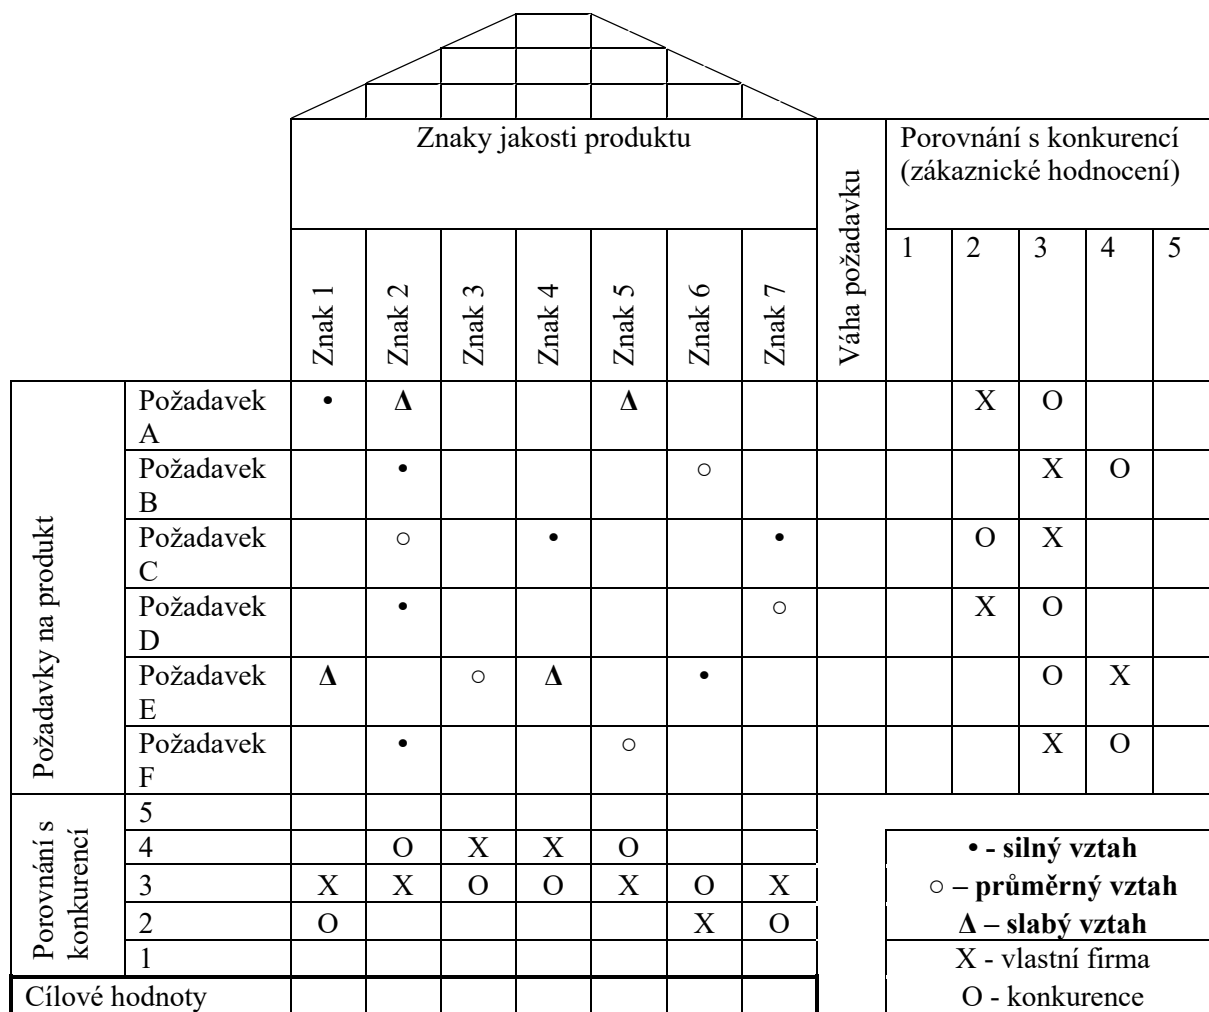 Znaky jakosti produktu
Váha požadavku
Porovnání s konkurencí
(zákaznické hodnocení)
Znak 1
Znak 2
Znak 3
Znak 4
Znak 5
Znak 6
Znak 7
1 2 3 4 5
Požadavky na produkt
Požadavek • Δ Δ X O
A
Požadavek • ○ X O
B
Požadavek ○ • • O X
C
Požadavek • ○ X O
D
Požadavek Δ ○ Δ • O X
E
Požadavek • ○ X O
F
Porovnání s
konkurencí
5
4 O X X O
3 X X O O X O X
2 O X O
1
Cílové hodnoty
• - silný vztah
○ – průměrný vztah
Δ – slabý vztah
X - vlastní firma
O - konkurence